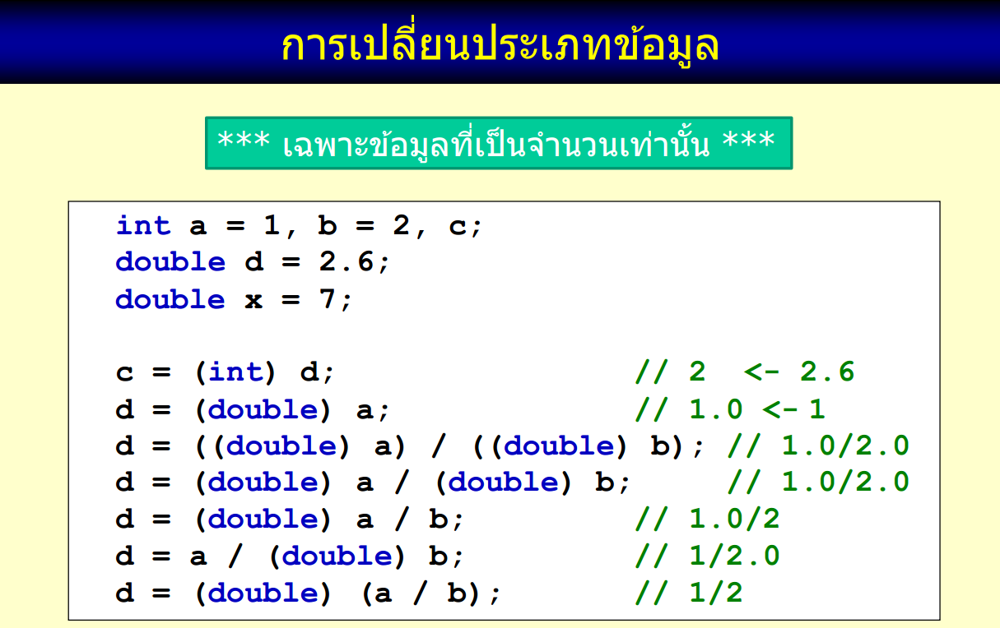 การเปลี่ยนประเภทข้อมูล
*** เฉพาะข้อมูลที่เป็นจำนวนเท่านั้น ***
int a = 1, b = 2, c;
double d = 2.6;
double x = 7;
c = (int) d; // 2 <- 2.6
d = (double) a; // 1.0 <- 1
d = ((double) a) / ((double) b); // 1.0/2.0
d = (double) a / (double) b; // 1.0/2.0
d = (double) a / b; // 1.0/2
d = a / (double) b; // 1/2.0
d = (double) (a / b); // 1/2